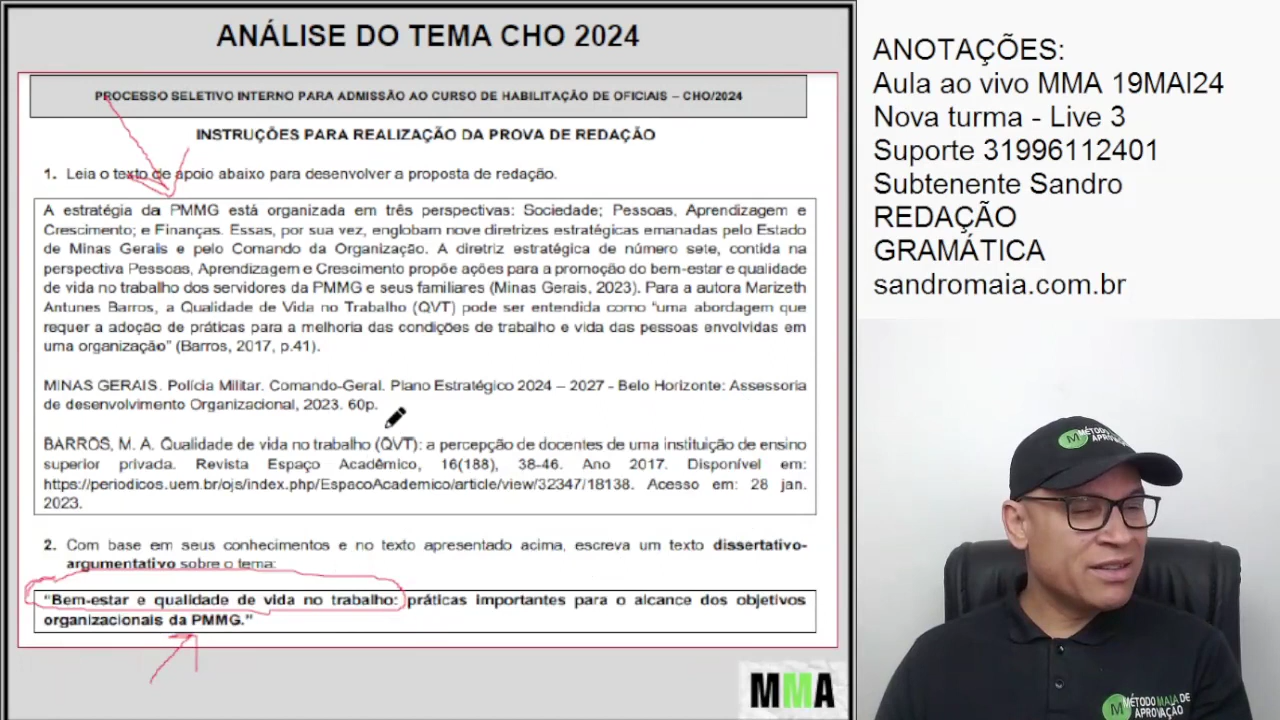 ANÁLISE DO TEMA CHO 2024
PROCESSO SELETIVO INTERNO PARA ADMISSÃO AO CURSO DE HABILITAÇÃO DE OFICIAIS – CHO/2024
INSTRUÇÕES PARA REALIZAÇÃO DA PROVA DE REDAÇÃO
1. Leia o texto de apoio abaixo para desenvolver a proposta de redação.
A estratégia da PMMG está organizada em três perspectivas: Sociedade; Pessoas, Aprendizagem e
Crescimento; e Finanças. Essas, por sua vez, englobam nove diretrizes estratégicas emanadas pelo Estado
de Minas Gerais e pelo Comando da Organização. A diretriz estratégica de número sete, contida na
perspectiva Pessoas, Aprendizagem e Crescimento propõe ações para a promoção do bem-estar e qualidade
de vida no trabalho dos servidores da PMMG e seus familiares (Minas Gerais, 2023). Para a autora Marizeth
Antunes Barros, a Qualidade de Vida no Trabalho (QVT) pode ser entendida como “uma abordagem que
requer a adoção de práticas para a melhoria das condições de trabalho e vida das pessoas envolvidas em
uma organização” (Barros, 2017, p.41).
MINAS GERAIS. Polícia Militar. Comando-Geral. Plano Estratégico 2024 – 2027 - Belo Horizonte: Assessoria
de desenvolvimento Organizacional, 2023. 60p.
BARROS, M. A. Qualidade de vida no trabalho (QVT): a percepção de docentes de uma instituição de ensino
superior privada. Revista Espaço Acadêmico, 16(188), 38-46. Ano 2017. Disponível em:
https://periodicos.uem.br/ojs/index.php/EspacoAcademico/article/view/32347/18138. Acesso em: 28 jan.
2023.
2. Com base em seus conhecimentos e no texto apresentado acima, escreva um texto dissertativo-
argumentativo sobre o tema:
"Bem-estar e qualidade de vida no trabalho: práticas importantes para o alcance dos objetivos
organizacionais da PMMG."
MMA
ANOTAÇÕES:
Aula ao vivo MMA 19MAI24
Nova turma - Live 3
Suporte 31996112401
Subtenente Sandro
REDAÇÃO
GRAMÁTICA
sandromaia.com.br
M MÉTODO MAIA DE
APROVAÇÃO
M MÉTODO MAIA DE
APROVAÇÃO